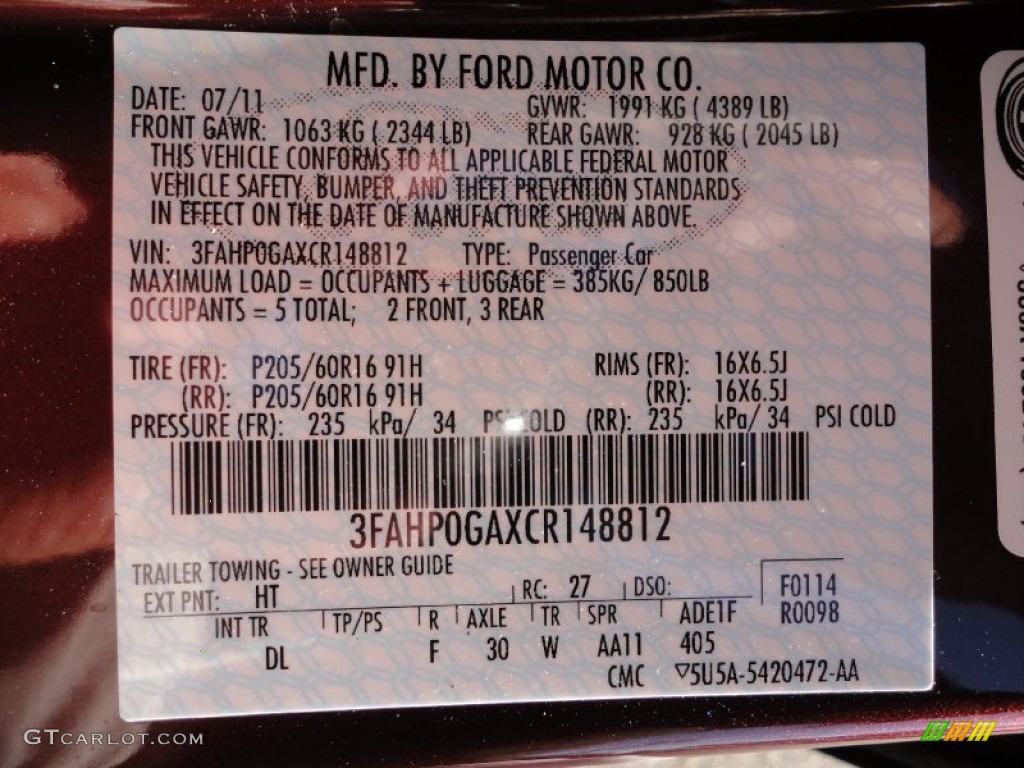 MFD. BY FORD MOTOR CO.
DATE: 07/11 GVWR: 1991 KG ( 4389 LB)
FRONT GAWR: 1063 KG ( 2344 LB) REAR GAWR: 928 KG ( 2045 LB)
THIS VEHICLE CONFORMS TO ALL APPLICABLE FEDERAL MOTOR
VEHICLE SAFETY, BUMPER, AND THEFT PREVENTION STANDARDS
IN EFFECT ON THE DATE OF MANUFACTURE SHOWN ABOVE.
VIN: 3FAHP0GAXCR148812 TYPE: Passenger Car
MAXIMUM LOAD = OCCUPANTS + LUGGAGE = 385KG/ 850LB
OCCUPANTS = 5 TOTAL; 2 FRONT, 3 REAR
TIRE (FR): P205/60R16 91H RIMS (FR): 16X6.5J
(RR): P205/60R16 91H (RR): 16X6.5J
PRESSURE (FR): 235 kPa/ 34 PSI COLD (RR): 235 kPa/ 34 PSI COLD
3FAHP0GAXCR148812
TRAILER TOWING - SEE OWNER GUIDE
EXT PNT: HT RC: 27 DSO: F0114
INT TR TP/PS R AXLE TR SPR ADE1F R0098
DL F 30 W AA11 405
CMC ▽5U5A-5420472-AA
GTCARLOT.COM